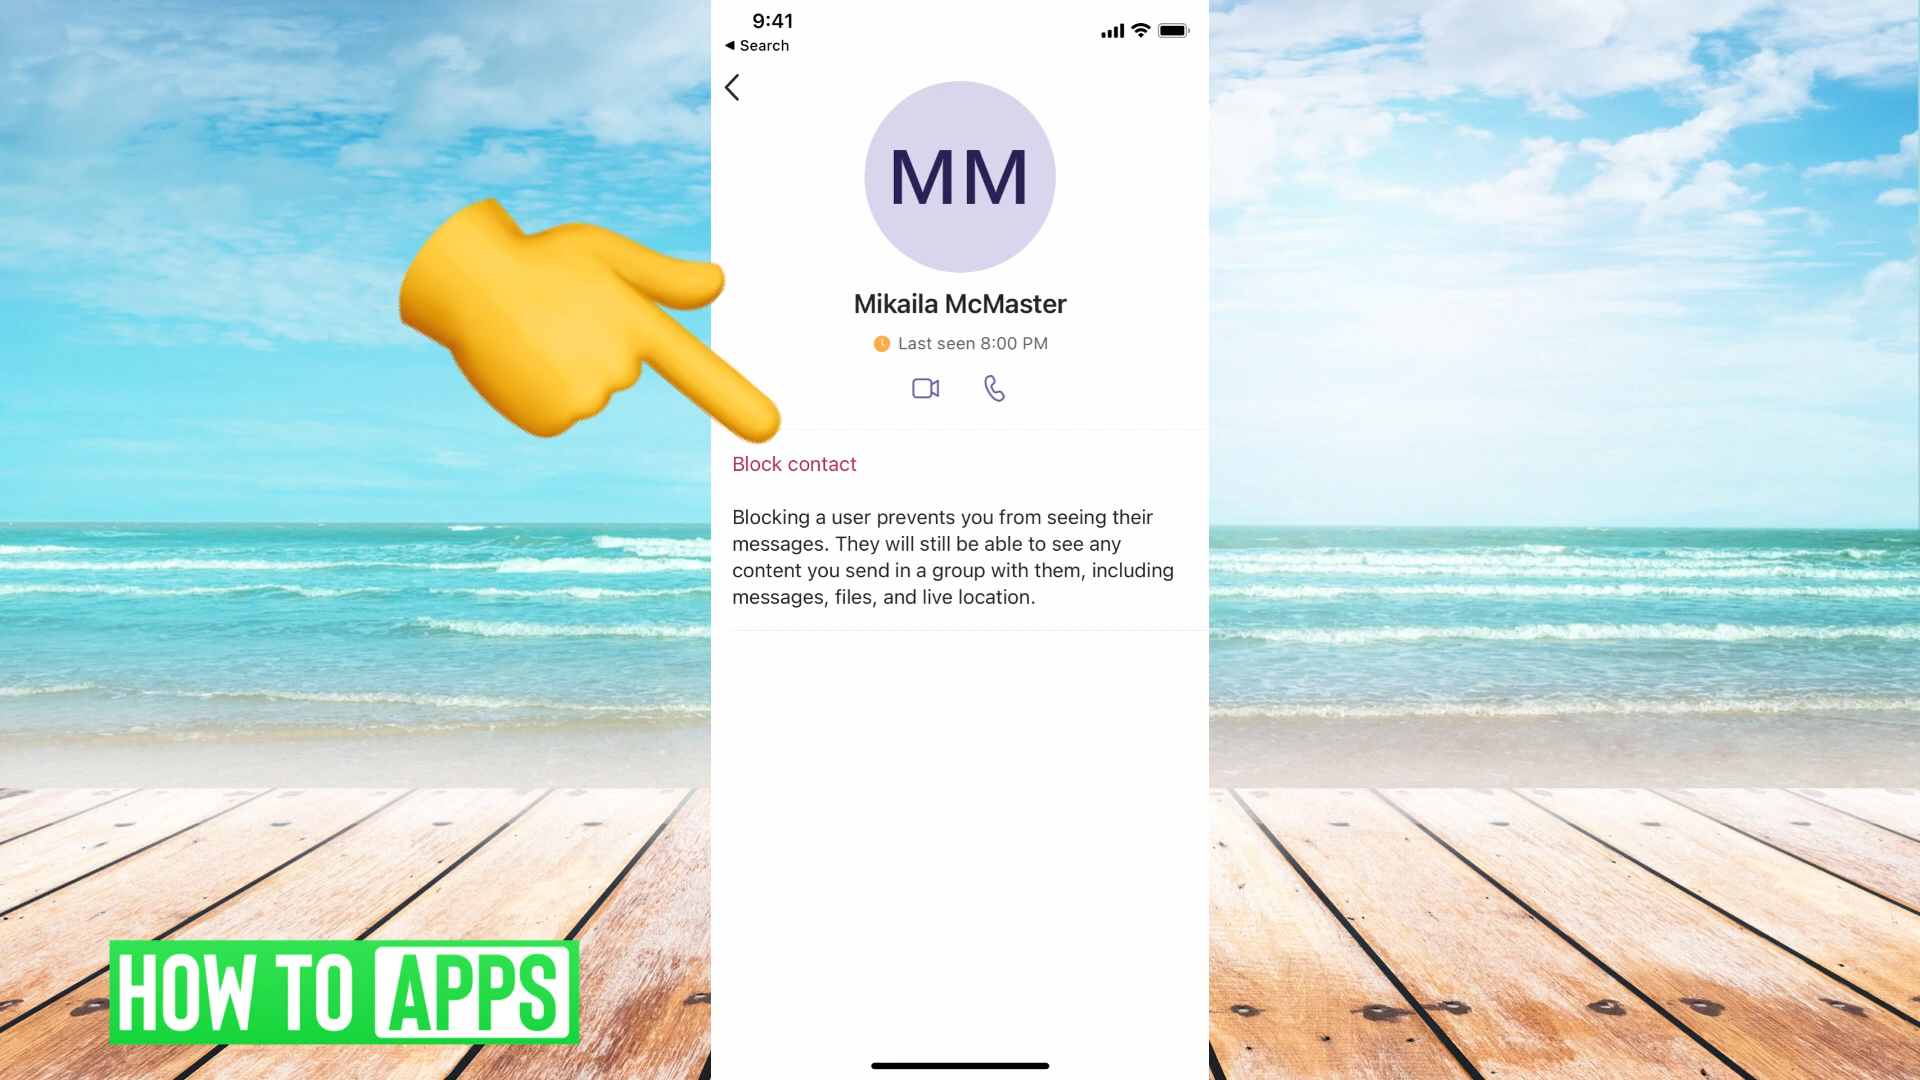 9:41
◀ Search
MM
Mikaila McMaster
Last seen 8:00 PM
Block contact
Blocking a user prevents you from seeing their
messages. They will still be able to see any
content you send in a group with them, including
messages, files, and live location.
HOW TO APPS